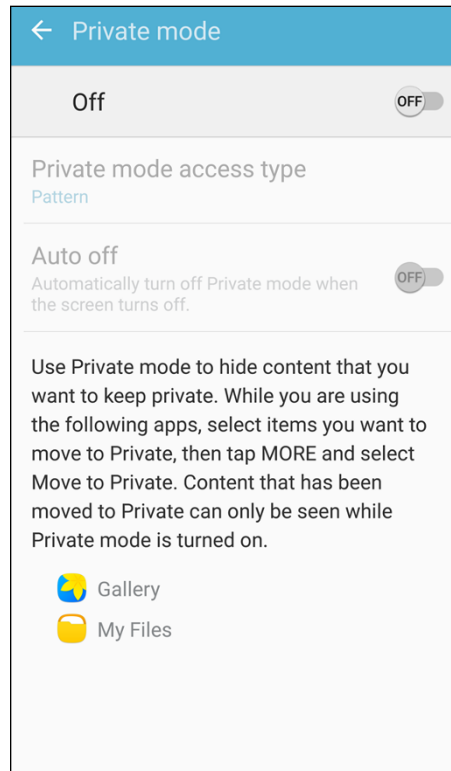 Private mode
Off
OFF
Private mode access type
Pattern
Auto off
Automatically turn off Private mode when
the screen turns off.
OFF
Use Private mode to hide content that you
want to keep private. While you are using
the following apps, select items you want to
move to Private, then tap MORE and select
Move to Private. Content that has been
moved to Private can only be seen while
Private mode is turned on.
Gallery
My Files